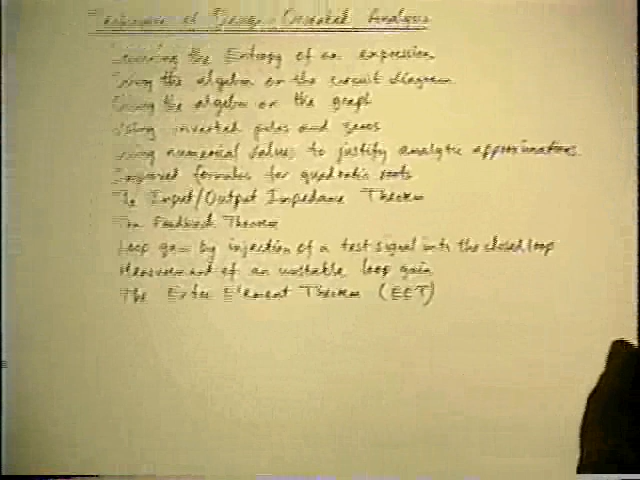 Techniques of Design-Oriented Analysis
Lowering the Entropy of an expression
Doing the algebra on the circuit diagram
Doing the algebra on the graph
Using inverted poles and zeros
Using numerical values to justify analytic approximations
Improved formulas for quadratic roots
The Input/Output Impedance Theorem
The Feedback Theorem
Loop gain by injection of a test signal into the closed loop
Measurement of an unstable loop gain
The Extra Element Theorem (EET)